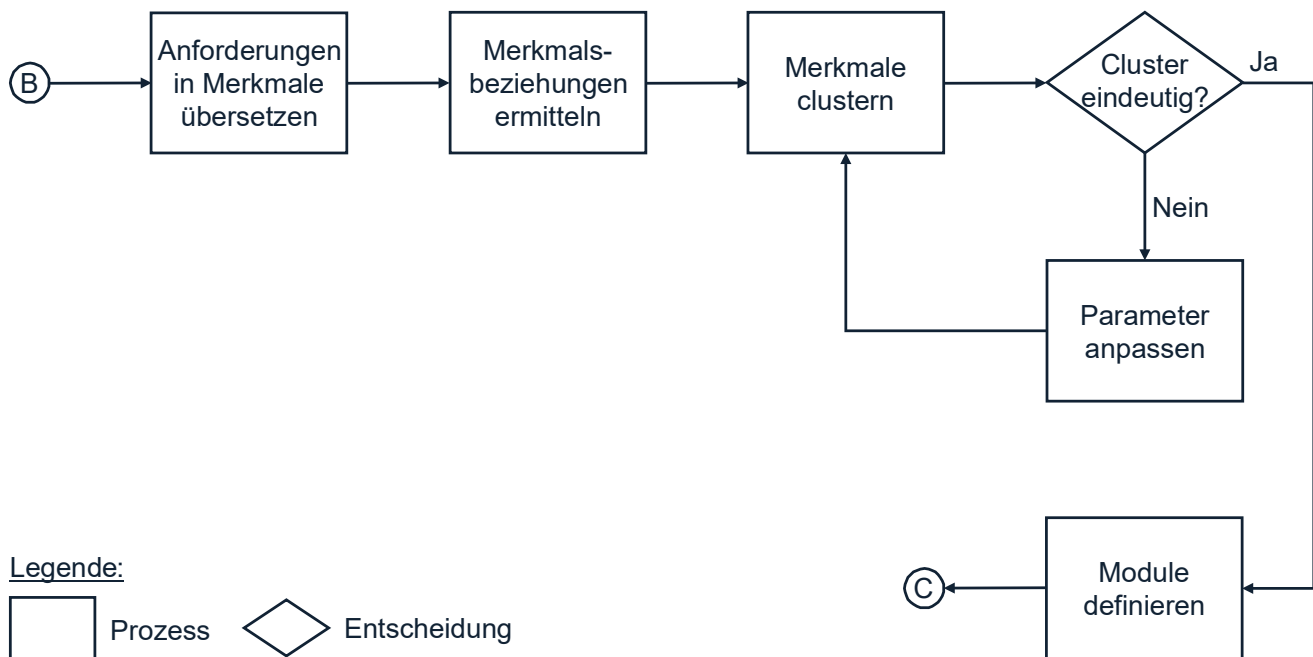 B
Anforderungen
in Merkmale
übersetzen
Merkmals-
beziehungen
ermitteln
Merkmale
clustern
Cluster
eindeutig?
Ja
Nein
Parameter
anpassen
Module
definieren
C
Legende:
Prozess
Entscheidung